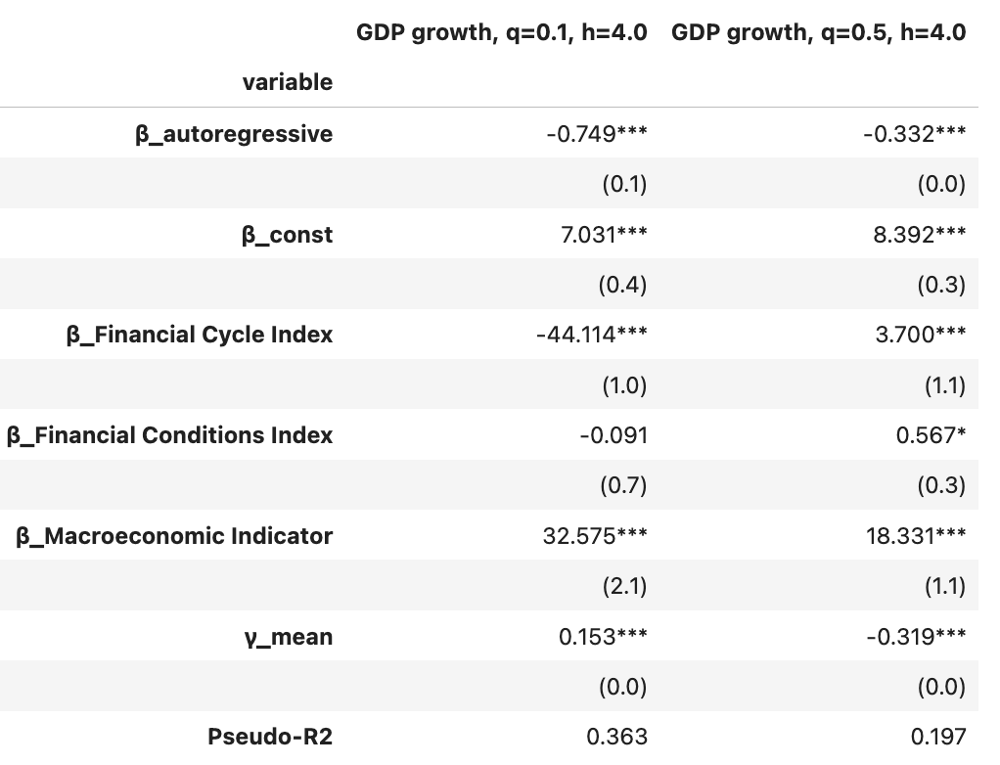 GDP growth, q=0.1, h=4.0 GDP growth, q=0.5, h=4.0
variable
β_autoregressive -0.749*** -0.332***
(0.1) (0.0)
β_const 7.031*** 8.392***
(0.4) (0.3)
β_Financial Cycle Index -44.114*** 3.700***
(1.0) (1.1)
β_Financial Conditions Index -0.091 0.567*
(0.7) (0.3)
β_Macroeconomic Indicator 32.575*** 18.331***
(2.1) (1.1)
γ_mean 0.153*** -0.319***
(0.0) (0.0)
Pseudo-R2 0.363 0.197